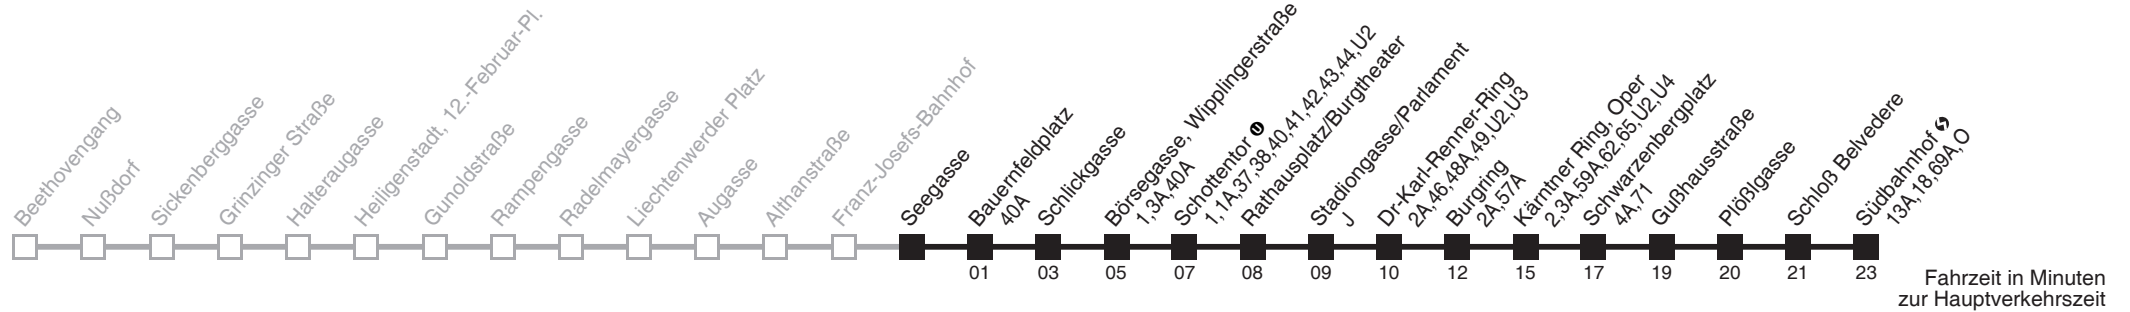 Beethovengang
Nußdorf
Sickenberggasse
Grinzinger Straße
Halteraugasse
Heiligenstadt, 12.-Februar-Pl.
Gunoldstraße
Rampengasse
Radelmayergasse
Liechtenwerder Platz
Augasse
Althanstraße
Franz-Josefs-Bahnhof
Seegasse
Bauernfeldplatz
40A
Schlickgasse
Börsegasse, Wipplingerstraße
1,3A,40A
Schottentor U
1,1A,37,38,40,41,42,43,44,U2
Rathausplatz/Burgtheater
Stadiongasse/Parlament
J
Dr-Karl-Renner-Ring
2A,46,48A,49,U2,U3
Burgring
2A,57A
Kärntner Ring, Oper
2,3A,59A,62,65,U2,U4
Schwarzenbergplatz
4A,71
Gußhausstraße
Plößlgasse
Schloß Belvedere
Südbahnhof S
13A,18,69A,O
01 03 05 07 08 09 10 12 15 17 19 20 21 23
Fahrzeit in Minuten
zur Hauptverkehrszeit